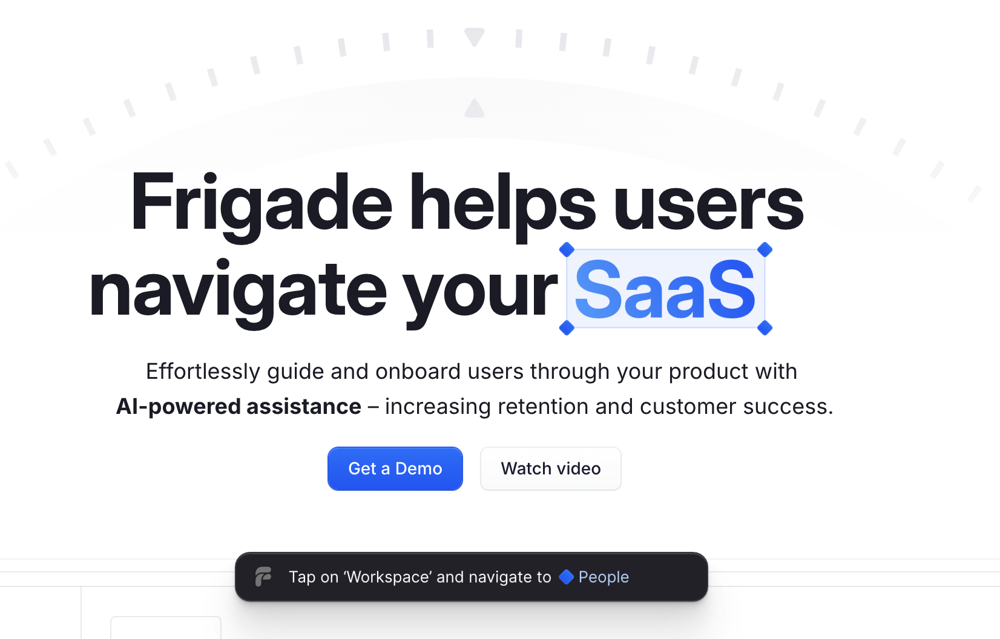 Frigade helps users
navigate your SaaS
Effortlessly guide and onboard users through your product with
AI-powered assistance – increasing retention and customer success.
Get a Demo
Watch video
Tap on ‘Workspace’ and navigate to People